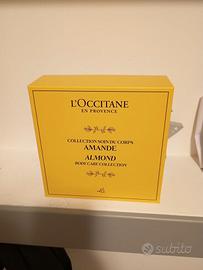 L'OCCITANE
EN PROVENCE
COLLECTION SOIN DU CORPS
AMANDE
ALMOND
BODY CARE COLLECTION
subito